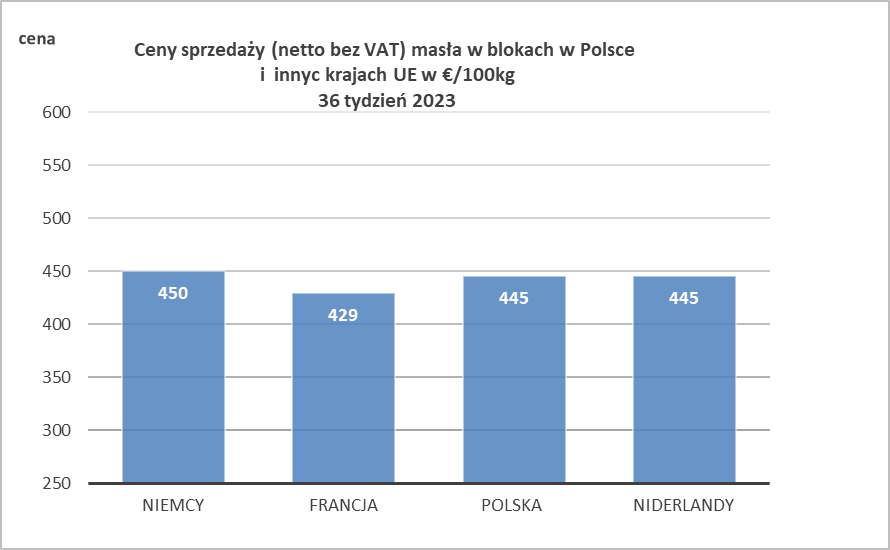 cena
Ceny sprzedaży (netto bez VAT) masła w blokach w Polsce
i innyc krajach UE w €/100kg
36 tydzień 2023
600
550
500
450
400
350
300
250
450
429
445
445
NIEMCY
FRANCJA
POLSKA
NIDERLANDY